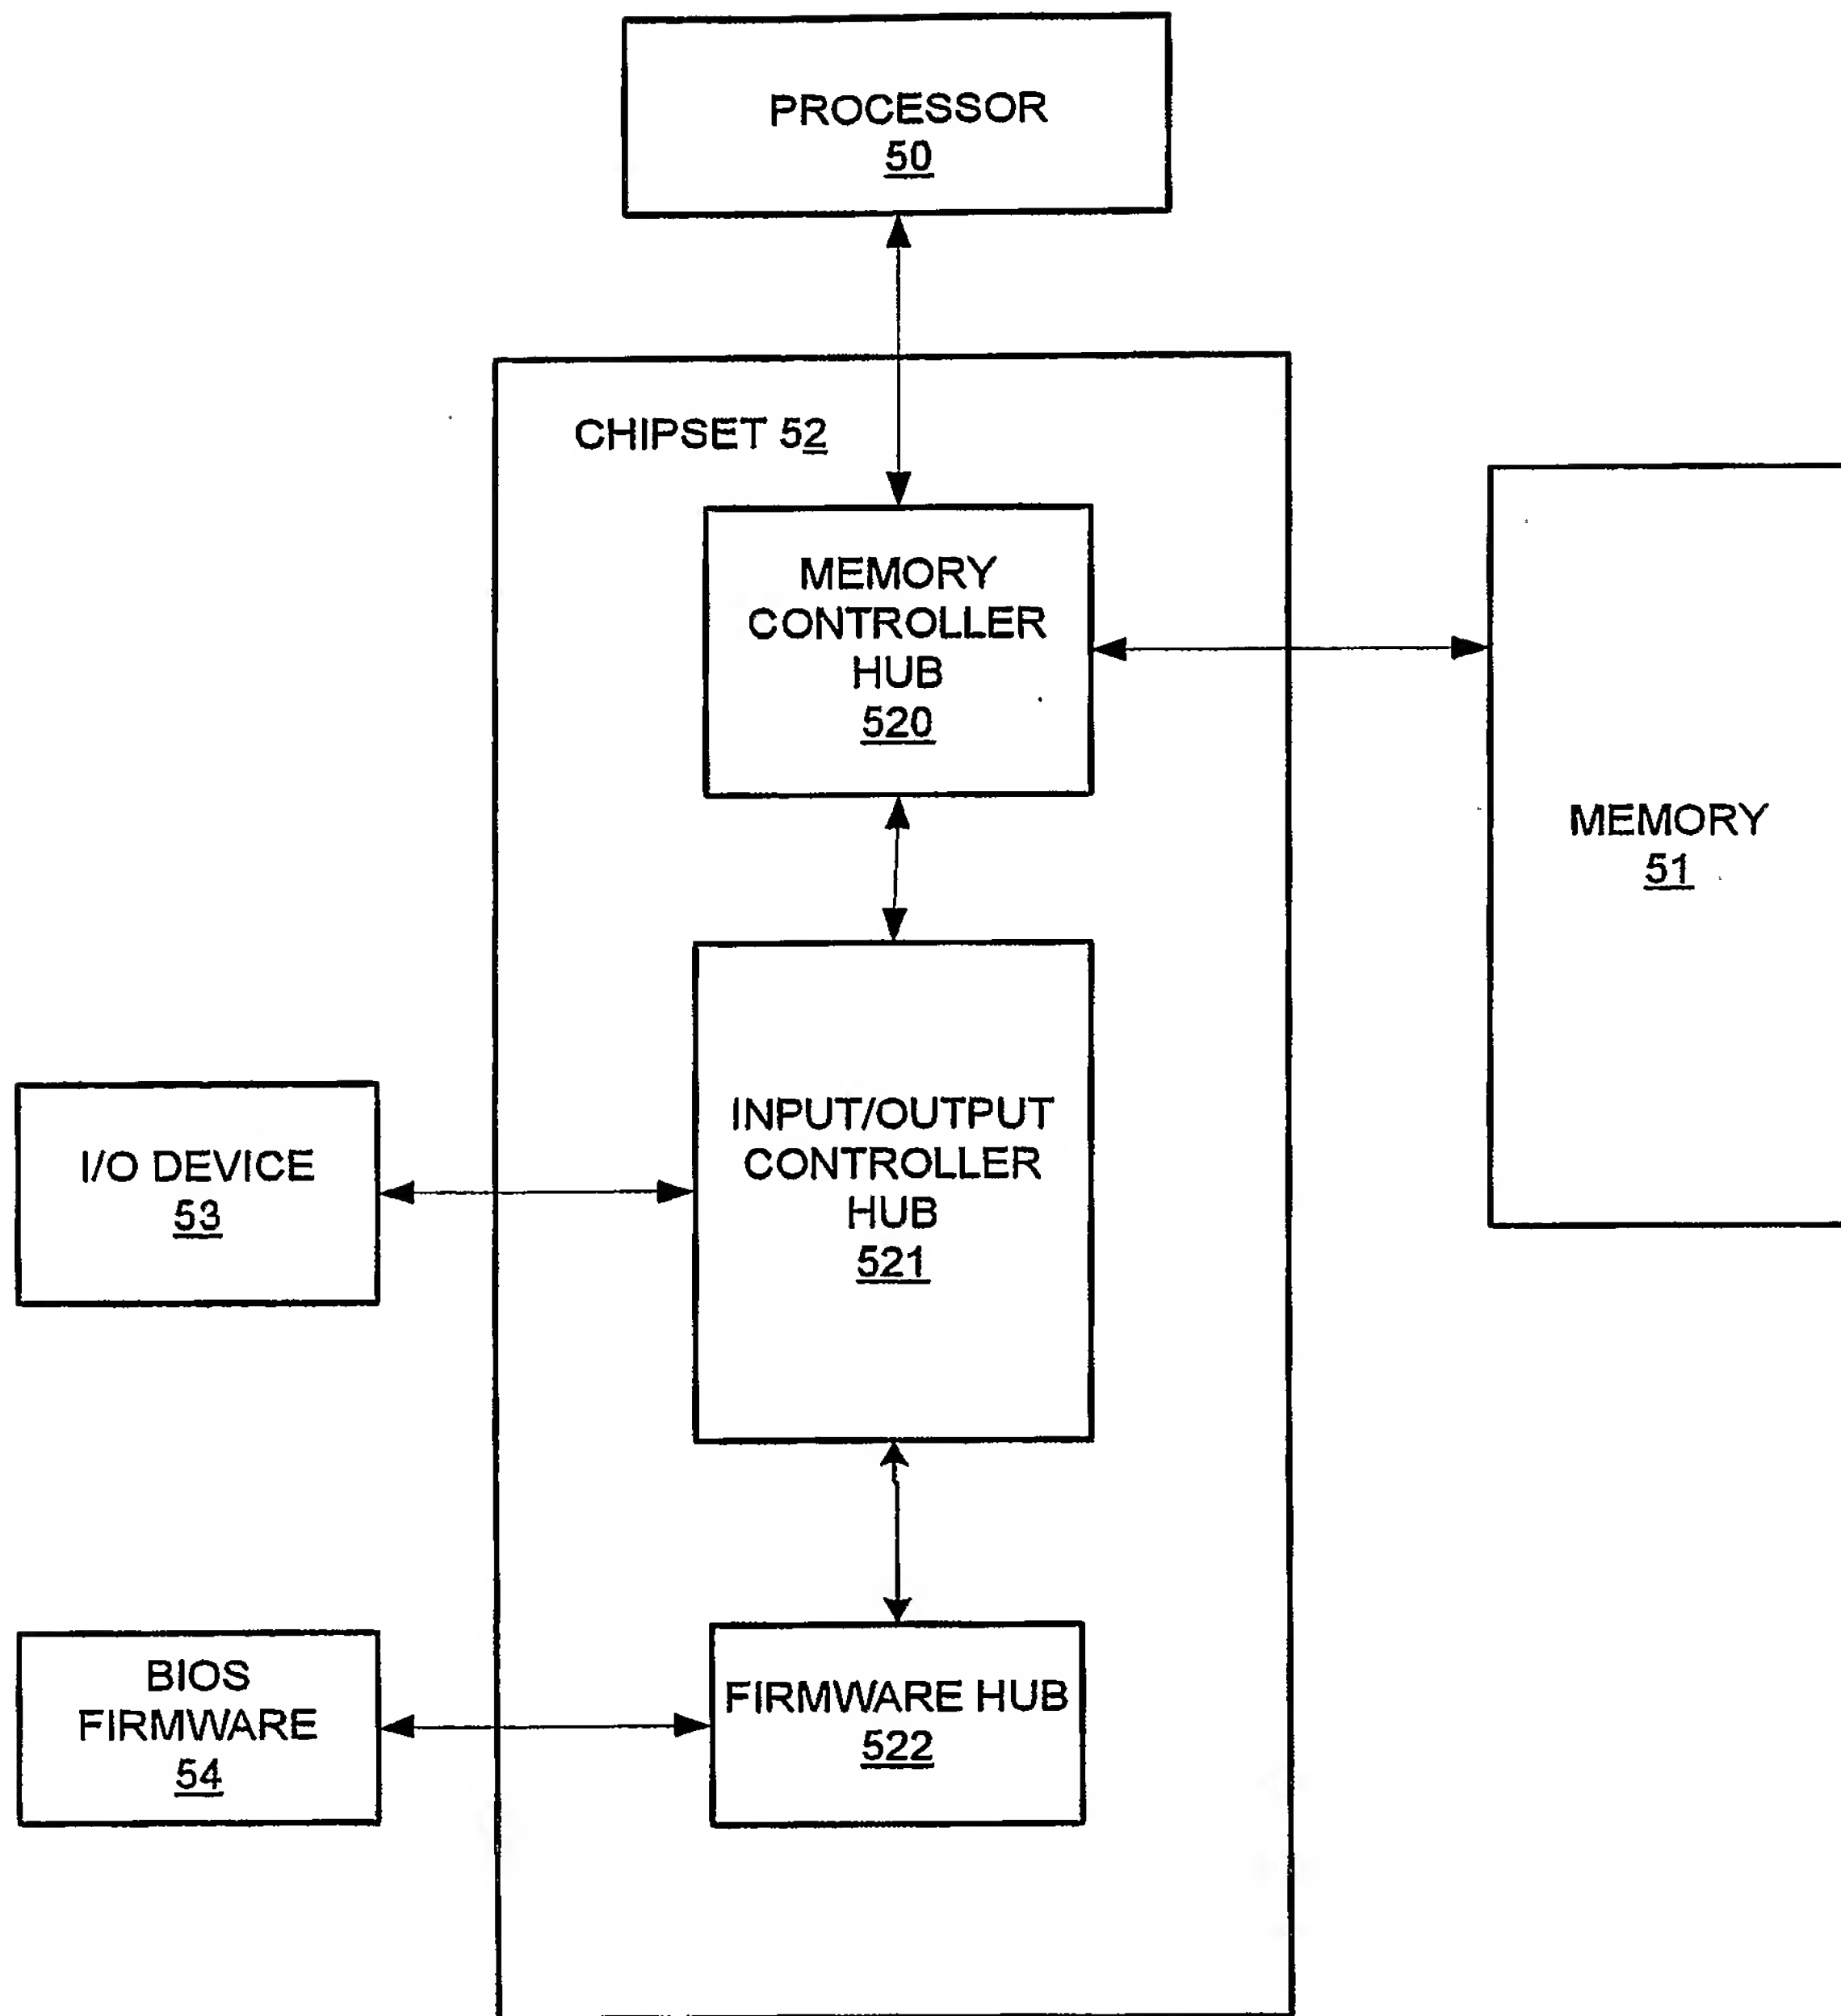 PROCESSOR
50
CHIPSET 52
MEMORY
CONTROLLER
HUB
520
MEMORY
51
INPUT/OUTPUT
CONTROLLER
HUB
521
I/O DEVICE
53
BIOS
FIRMWARE
54
FIRMWARE HUB
522